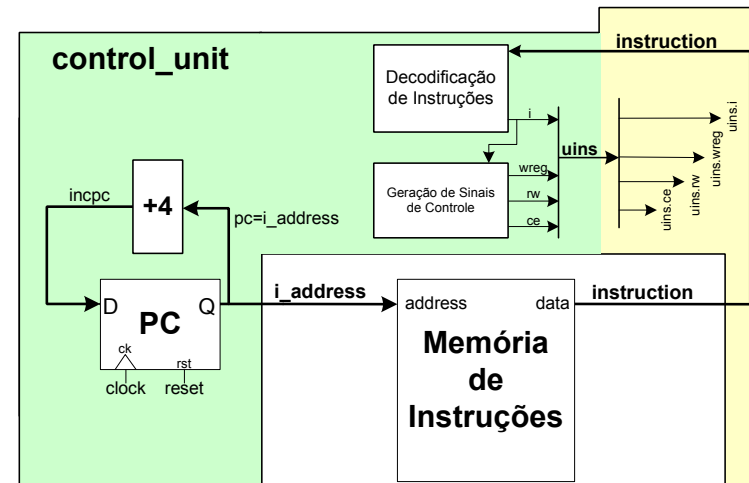 control_unit
instruction
Decodificação
de Instruções
i
uins
uins.i
wreg
uins.wreg
Geração de Sinais
de Controle
rw
uins.rw
ce
uins.ce
incpc
+4
pc=i_address
D
PC
Q
ck
rst
clock
reset
i_address
address
data
instruction
Memória
de
Instruções